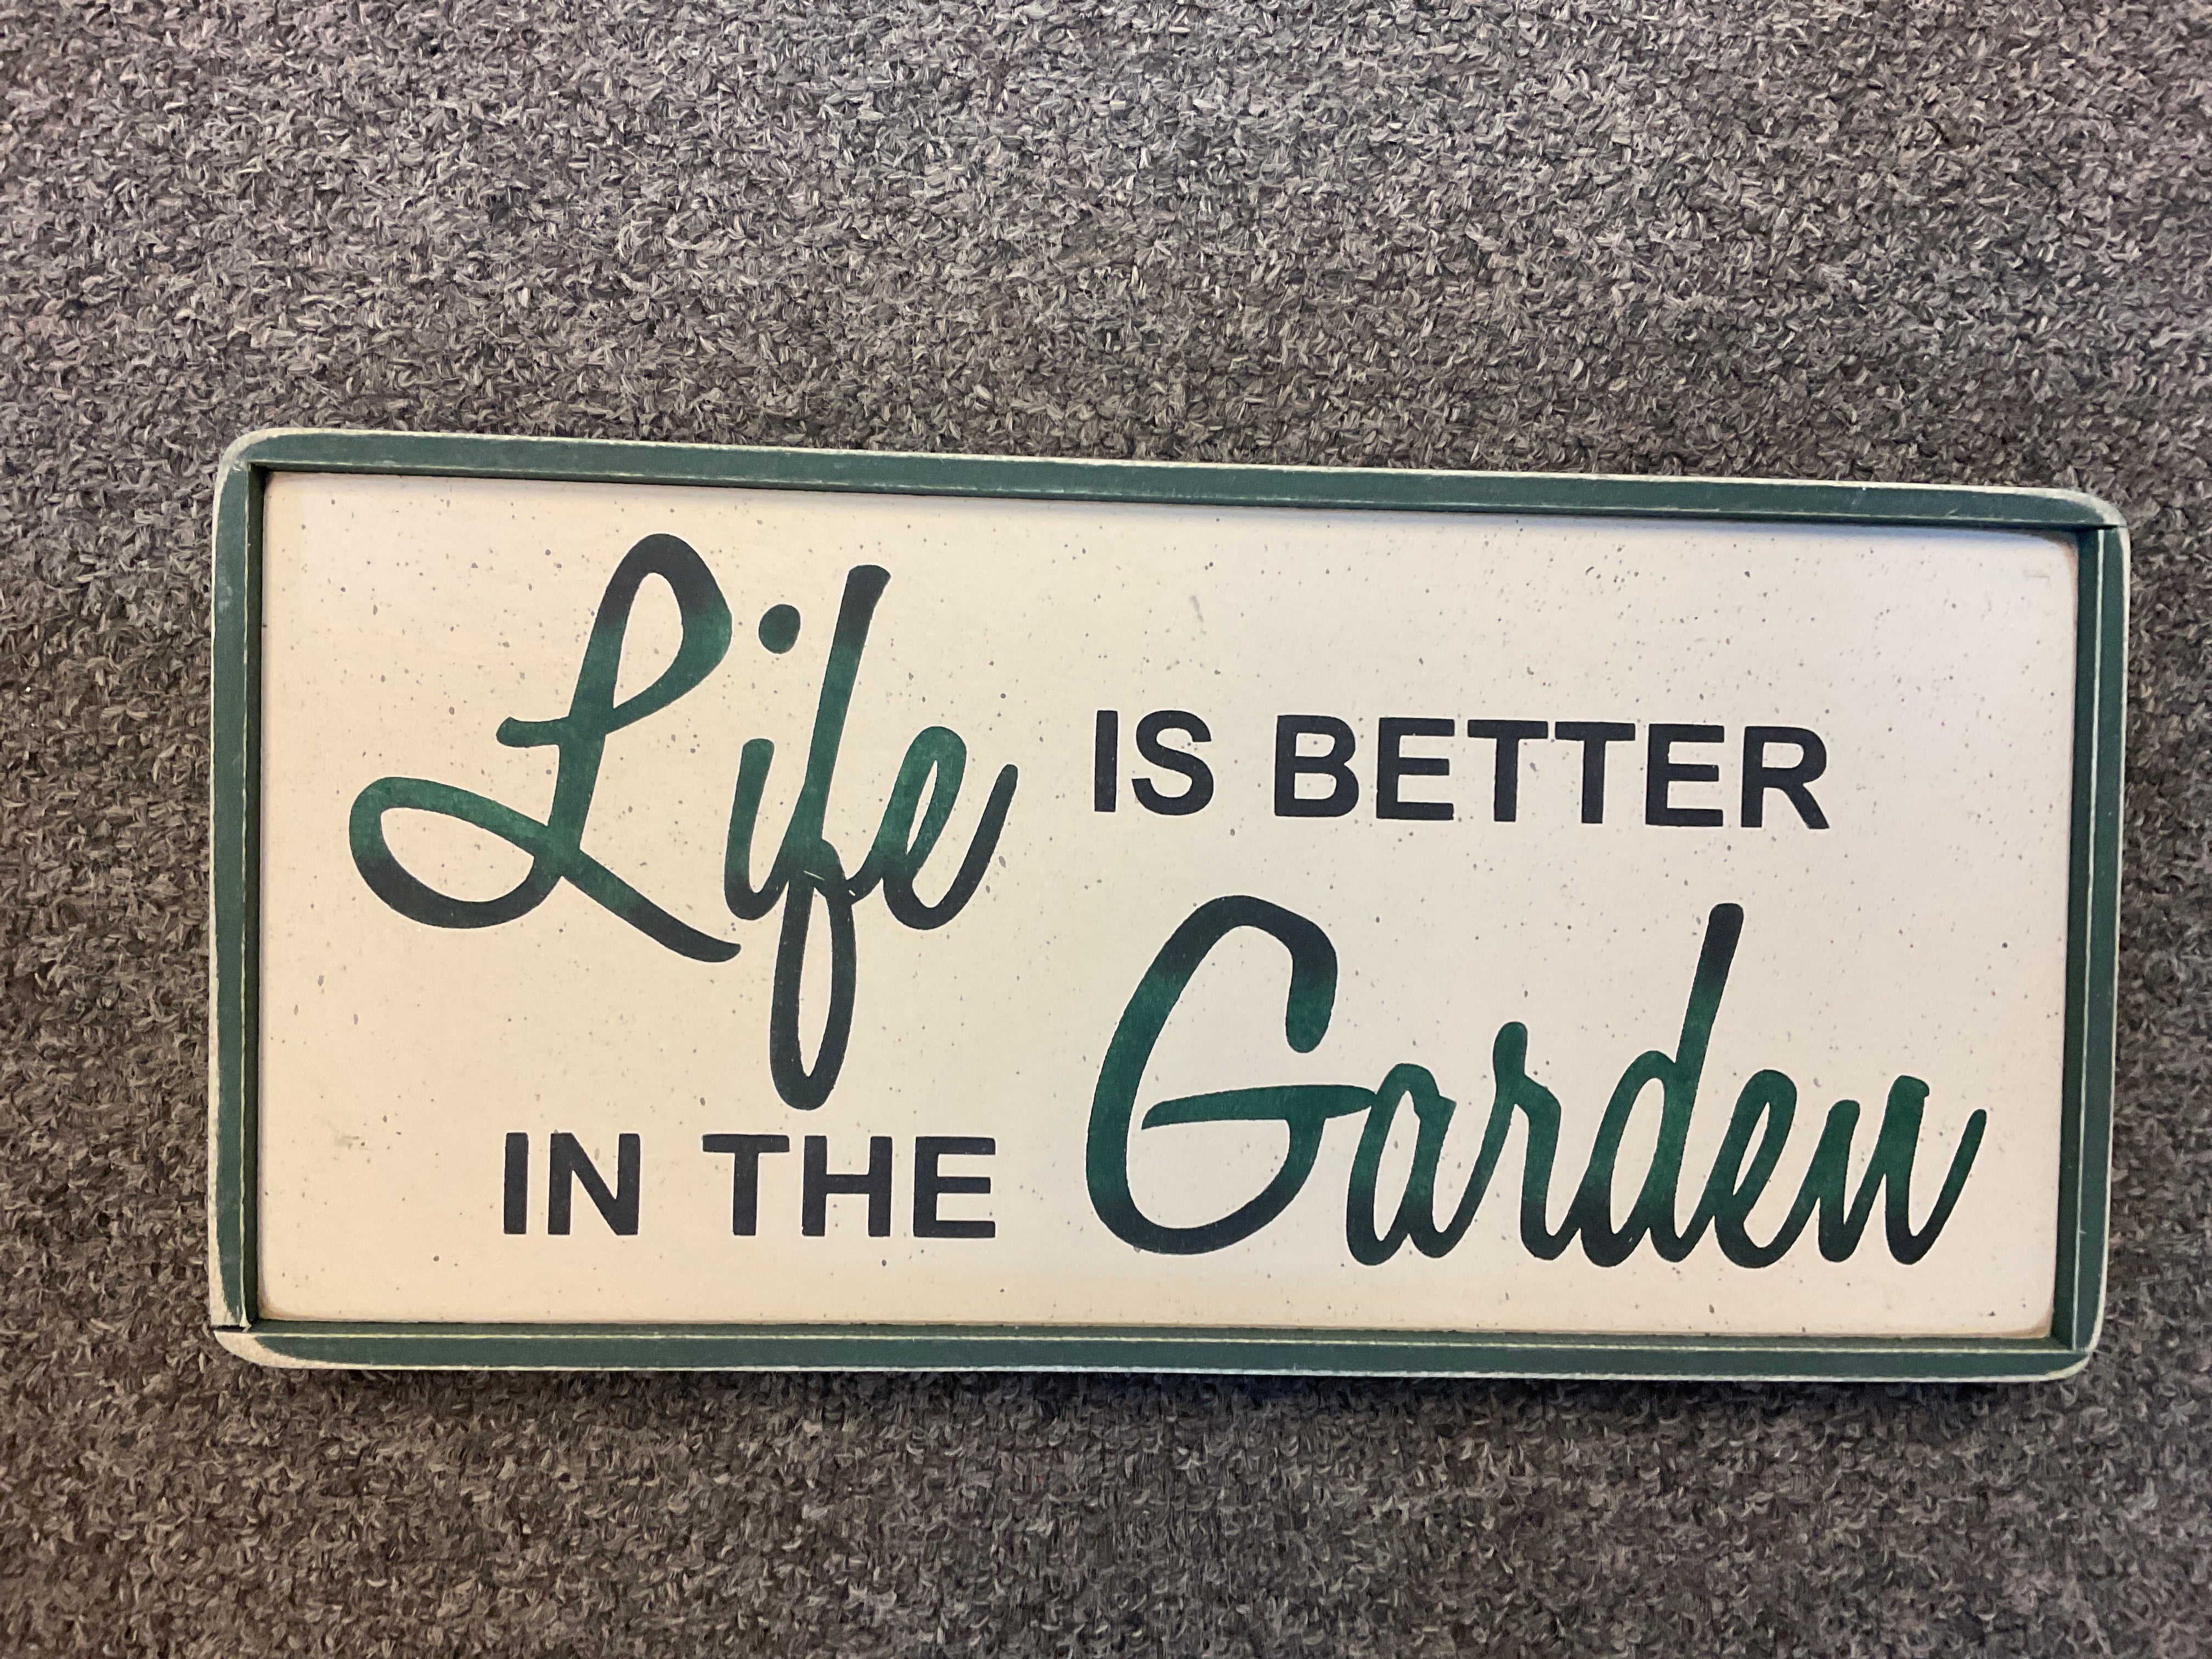 Life IS BETTER
IN THE Garden